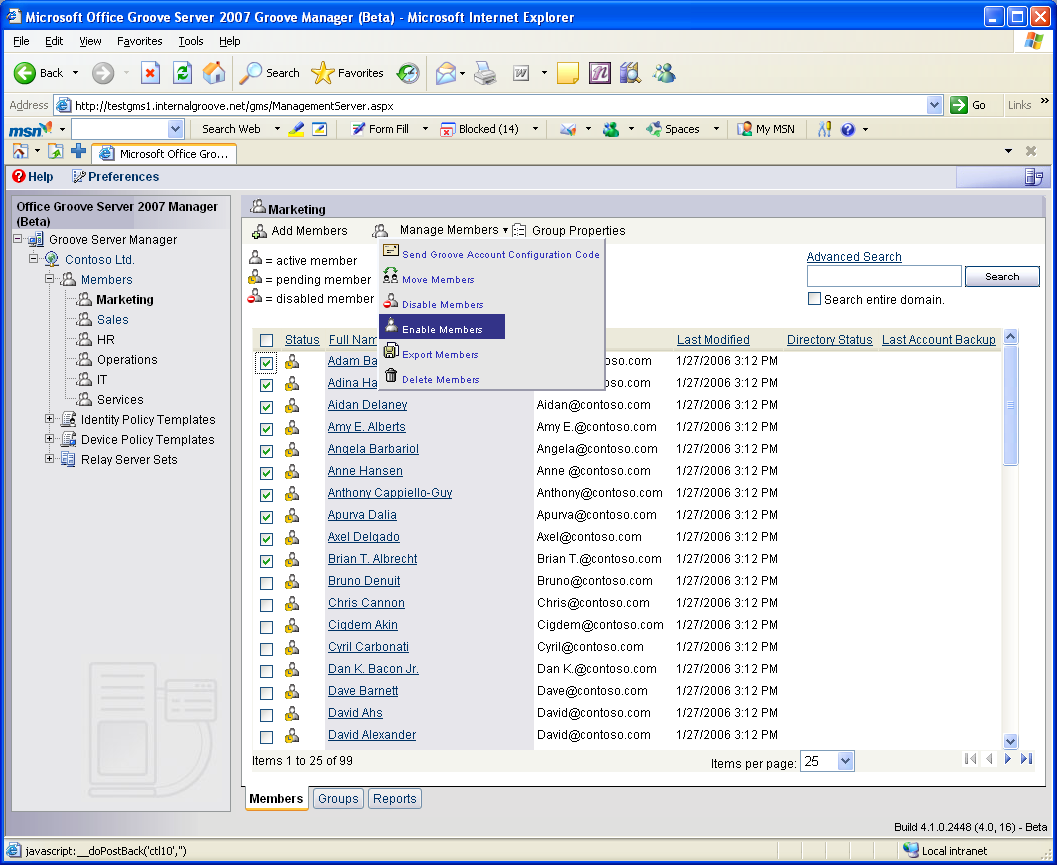 Microsoft Office Groove Server 2007 Groove Manager (Beta) - Microsoft Internet Explorer
File Edit View Favorites Tools Help
Back Search Favorites
Address http://testgms1.internalgroove.net/gms/ManagementServer.aspx Go Links »
msn Search Web Form Fill Blocked (14) Spaces My MSN
Microsoft Office Gro...
Help Preferences
Office Groove Server 2007 Manager (Beta)
Groove Server Manager
Contoso Ltd.
Members
Marketing
Sales
HR
Operations
IT
Services
Identity Policy Templates
Device Policy Templates
Relay Server Sets
Marketing
Add Members Manage Members Group Properties
= active member
= pending member
= disabled member
Send Groove Account Configuration Code
Move Members
Disable Members
Enable Members
Export Members
Delete Members
Advanced Search
Search
Search entire domain.
Status Full Nam Last Modified Directory Status Last Account Backup
Adam Ba oso.com 1/27/2006 3:12 PM
Adina Ha oso.com 1/27/2006 3:12 PM
Aidan Delaney Aidan@contoso.com 1/27/2006 3:12 PM
Amy E. Alberts Amy E.@contoso.com 1/27/2006 3:12 PM
Angela Barbariol Angela@contoso.com 1/27/2006 3:12 PM
Anne Hansen Anne @contoso.com 1/27/2006 3:12 PM
Anthony Cappiello-Guy Anthony@contoso.com 1/27/2006 3:12 PM
Apurva Dalia Apurva@contoso.com 1/27/2006 3:12 PM
Axel Delgado Axel@contoso.com 1/27/2006 3:12 PM
Brian T. Albrecht Brian T.@contoso.com 1/27/2006 3:12 PM
Bruno Denuit Bruno@contoso.com 1/27/2006 3:12 PM
Chris Cannon Chris@contoso.com 1/27/2006 3:12 PM
Cigdem Akin Cigdem@contoso.com 1/27/2006 3:12 PM
Cyril Carbonati Cyril@contoso.com 1/27/2006 3:12 PM
Dan K. Bacon Jr. Dan K.@contoso.com 1/27/2006 3:12 PM
Dave Barnett Dave@contoso.com 1/27/2006 3:12 PM
David Ahs David@contoso.com 1/27/2006 3:12 PM
David Alexander David@contoso.com 1/27/2006 3:12 PM
Items 1 to 25 of 99 Items per page: 25
Members Groups Reports
Build 4.1.0.2448 (4.0, 16) - Beta
javascript:__doPostBack('ctl10','') Local intranet